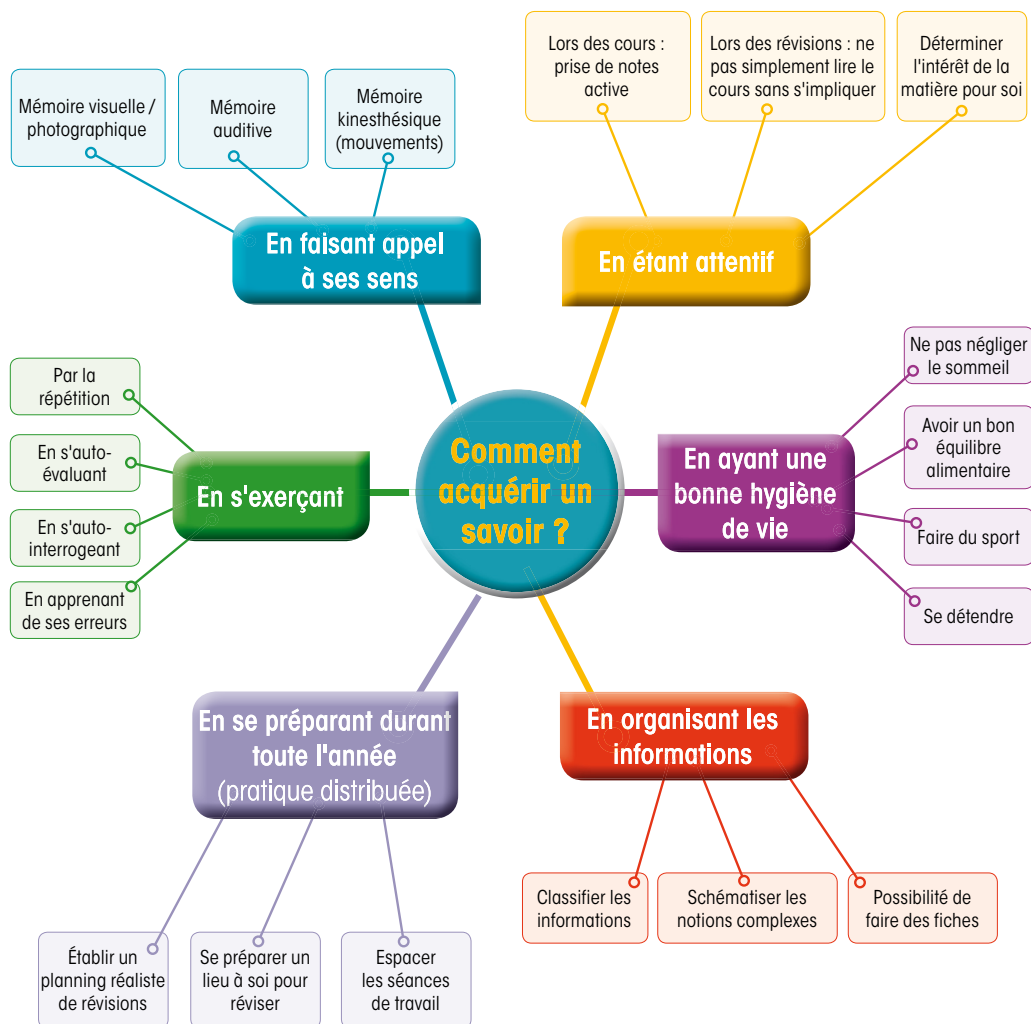 Mémoire visuelle /
photographique
Mémoire
auditive
Mémoire
kinesthésique
(mouvements)
En faisant appel
à ses sens
Lors des cours :
prise de notes
active
Lors des révisions : ne
pas simplement lire le
cours sans s'impliquer
Déterminer
l'intérêt de la
matière pour soi
En étant attentif
Par la
répétition
En s'auto-
évaluant
En s'auto-
interrogeant
En apprenant
de ses erreurs
En s'exerçant
Comment
acquérir un
savoir ?
En ayant une
bonne hygiène
de vie
Ne pas négliger
le sommeil
Avoir un bon
équilibre
alimentaire
Faire du sport
Se détendre
En se préparant durant
toute l'année
(pratique distribuée)
Établir un
planning réaliste
de révisions
Se préparer un
lieu à soi pour
réviser
Espacer
les séances
de travail
En organisant les
informations
Classifier les
informations
Schématiser les
notions complexes
Possibilité de
faire des fiches